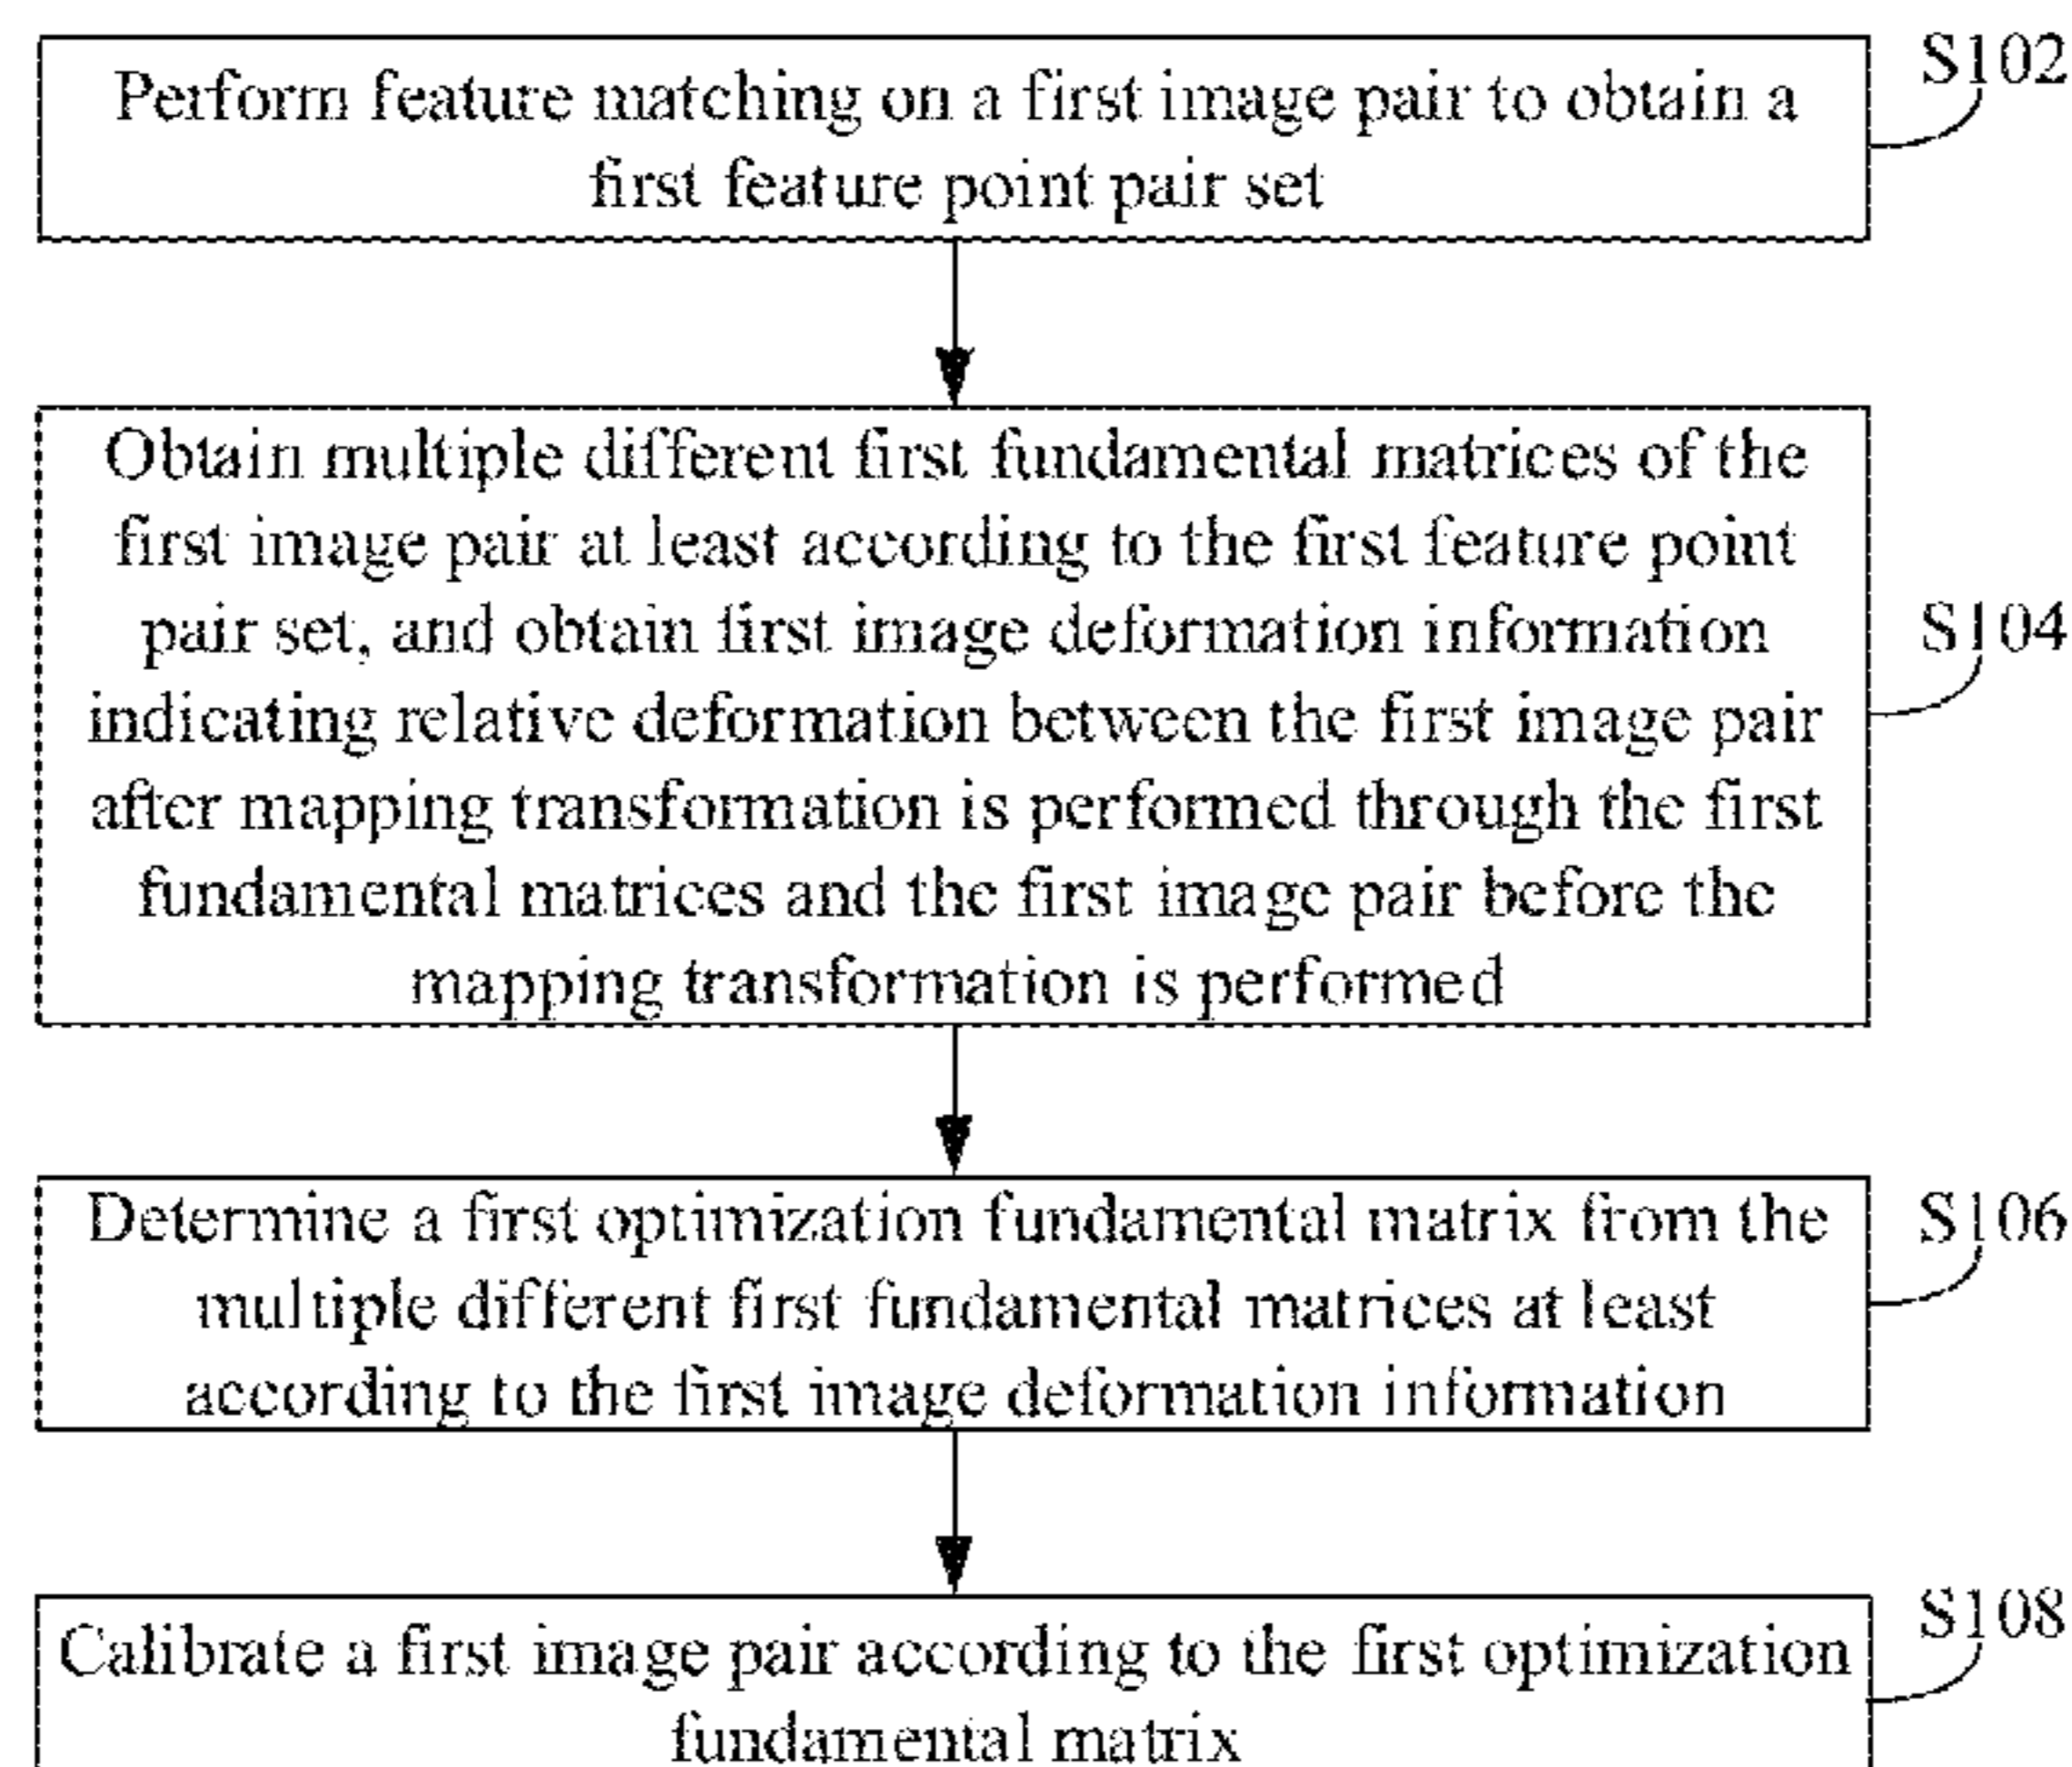 S102
Perform feature matching on a first image pair to obtain a
first feature point pair set
Obtain multiple different first fundamental matrices of the
first image pair at least according to the first feature point
pair set, and obtain first image deformation information
S104
indicating relative deformation between the first image pair
after mapping transformation is performed through the first
fundamental matrices and the first image pair before the
mapping transformation is performed
Determine a first optimization fundamental matrix from the
S106
multiple different first fundamental matrices at least
according to the first image deformation information
S108
Calibrate a first image pair according to the first optimization
fundamental matrix